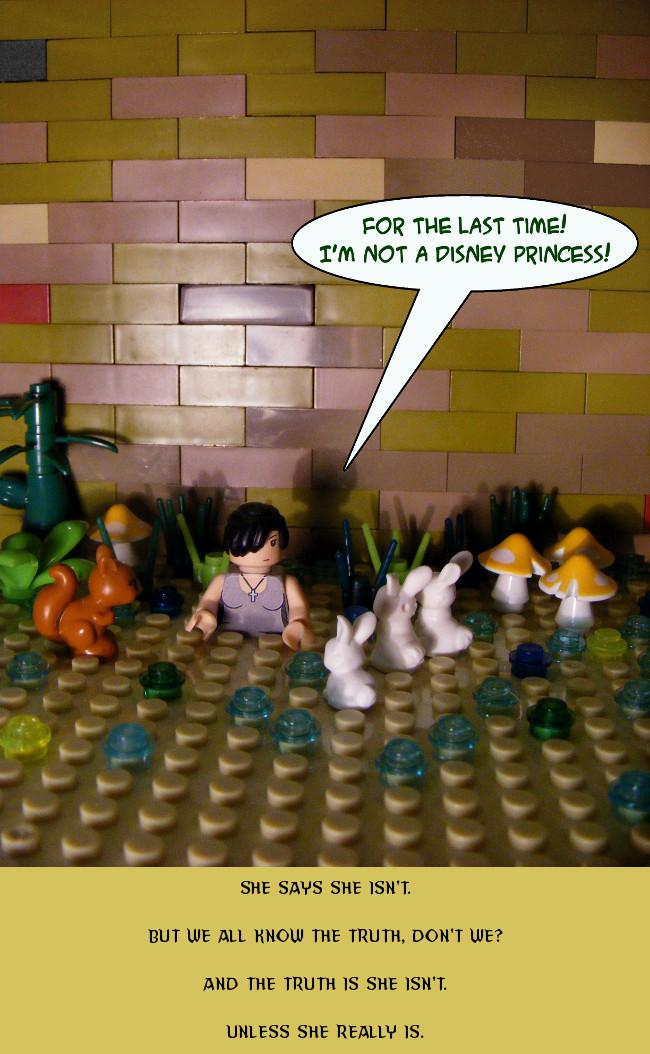 FOR THE LAST TIME!
I'M NOT A DISNEY PRINCESS!
SHE SAYS SHE ISN'T.
BUT WE ALL KNOW THE TRUTH, DON'T WE?
AND THE TRUTH IS SHE ISN'T.
UNLESS SHE REALLY IS.